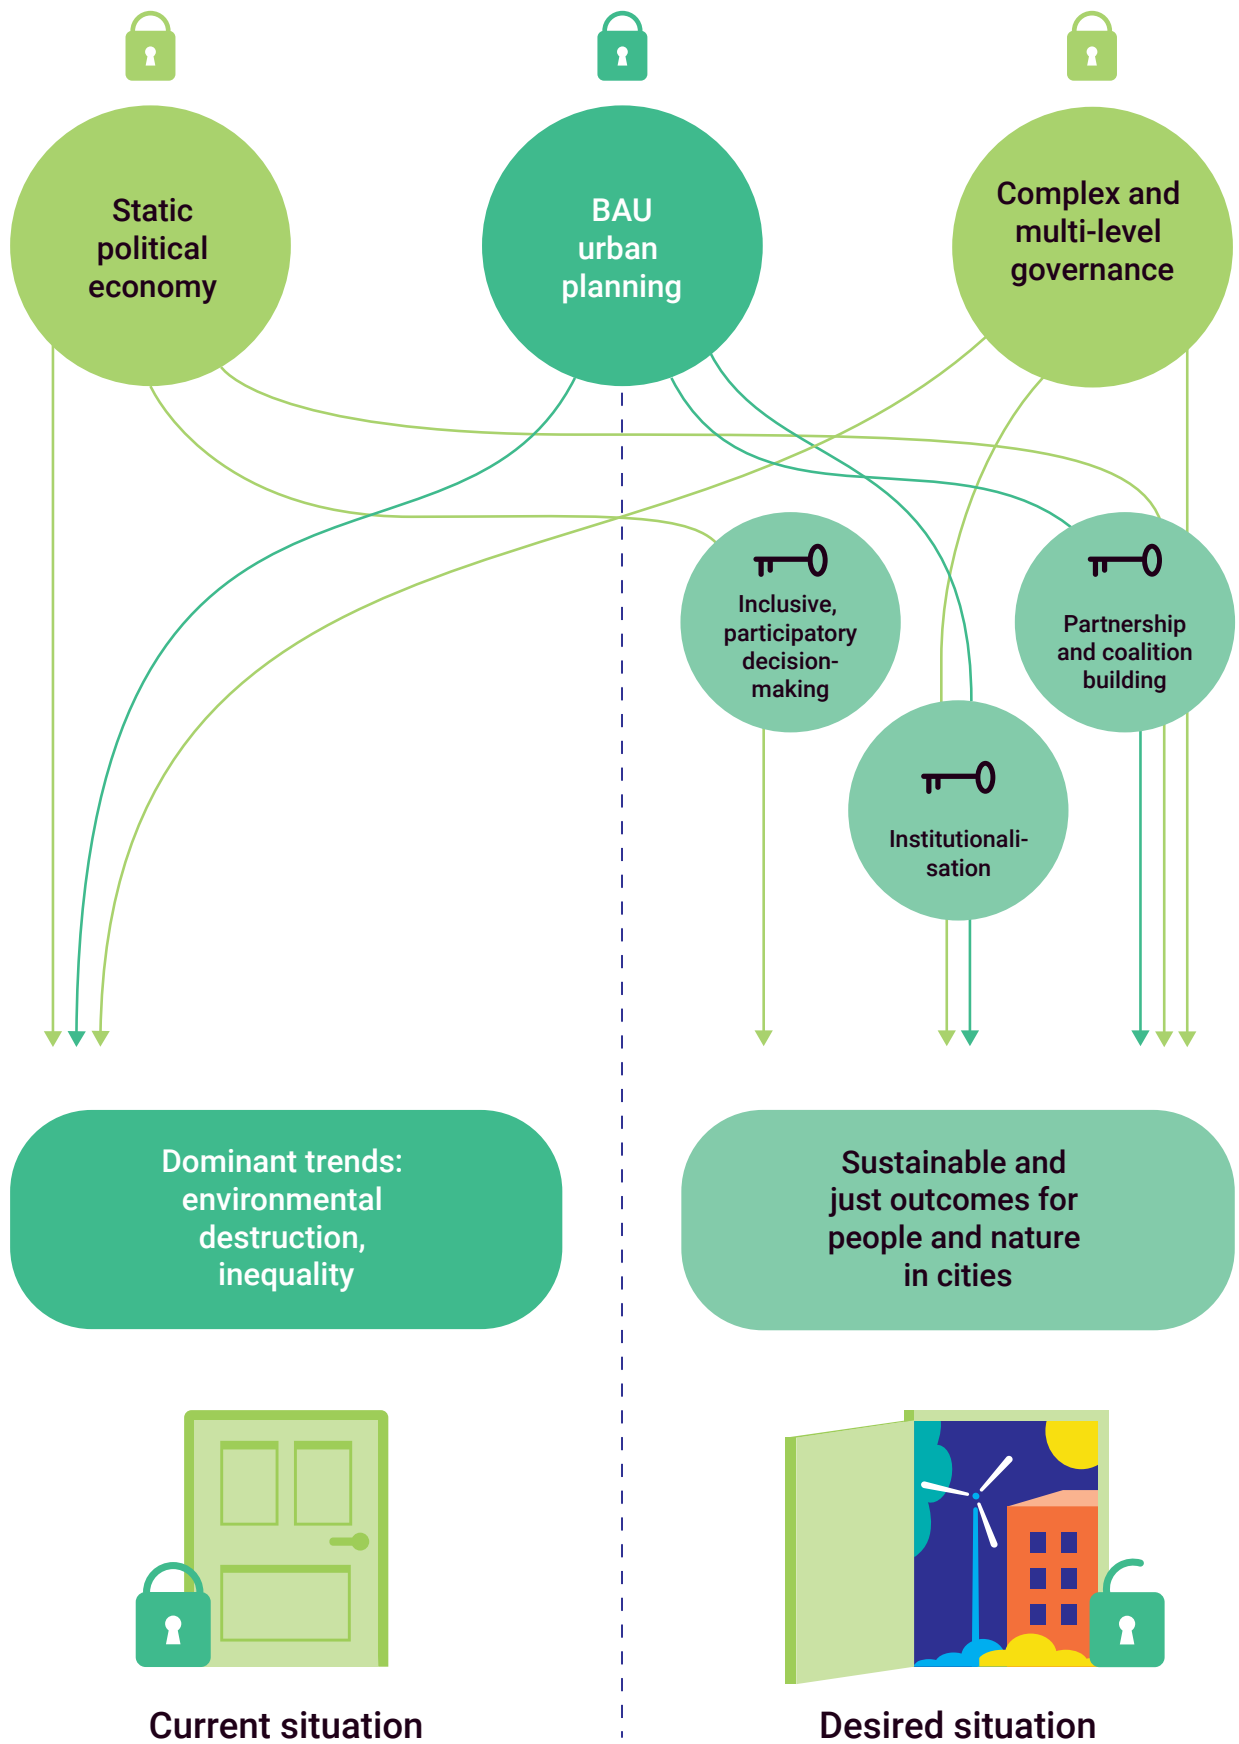 Static
political
economy
BAU
urban
planning
Complex and
multi-level
governance
Inclusive,
participatory
decision-
making
Partnership
and coalition
building
Institutionali-
sation
Dominant trends:
environmental
destruction,
inequality
Sustainable and
just outcomes for
people and nature
in cities
Current situation
Desired situation